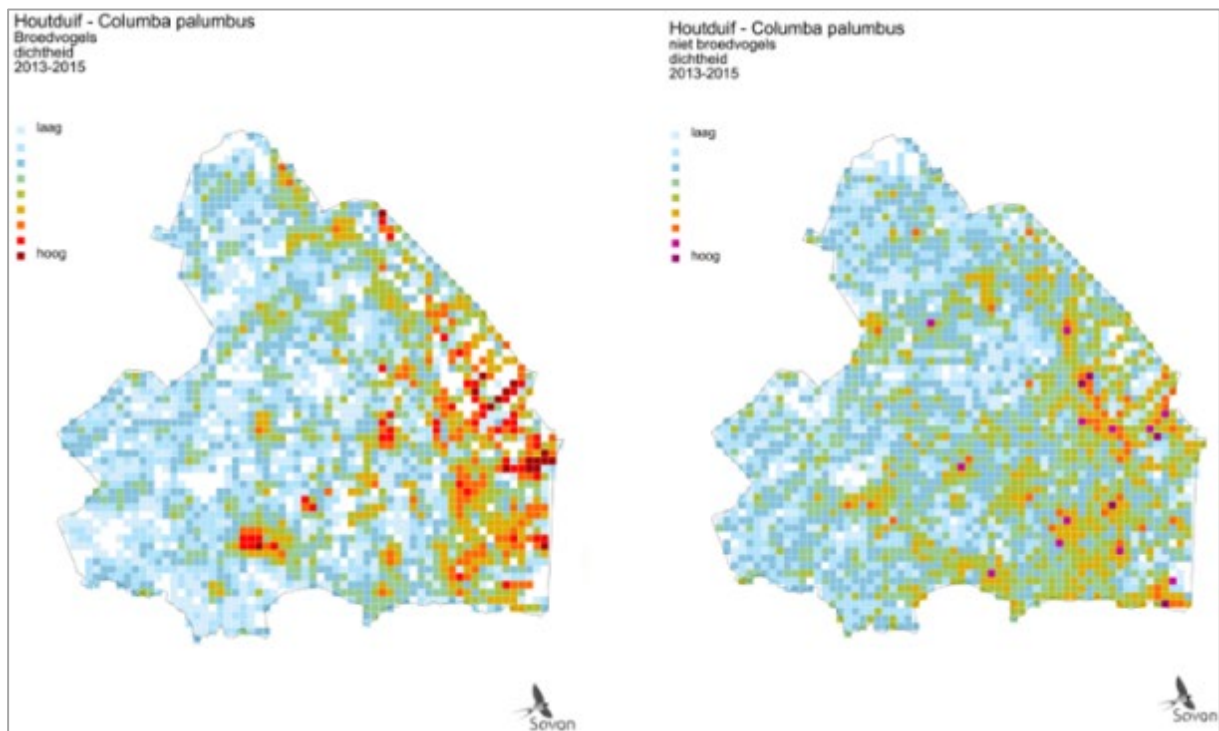 Houtduif - Columba palumbus
Broedvogels
dichtheid
2013-2015
laag
hoog
Sovon
Houtduif - Columba palumbus
niet broedvogels
dichtheid
2013-2015
laag
hoog
Sovon